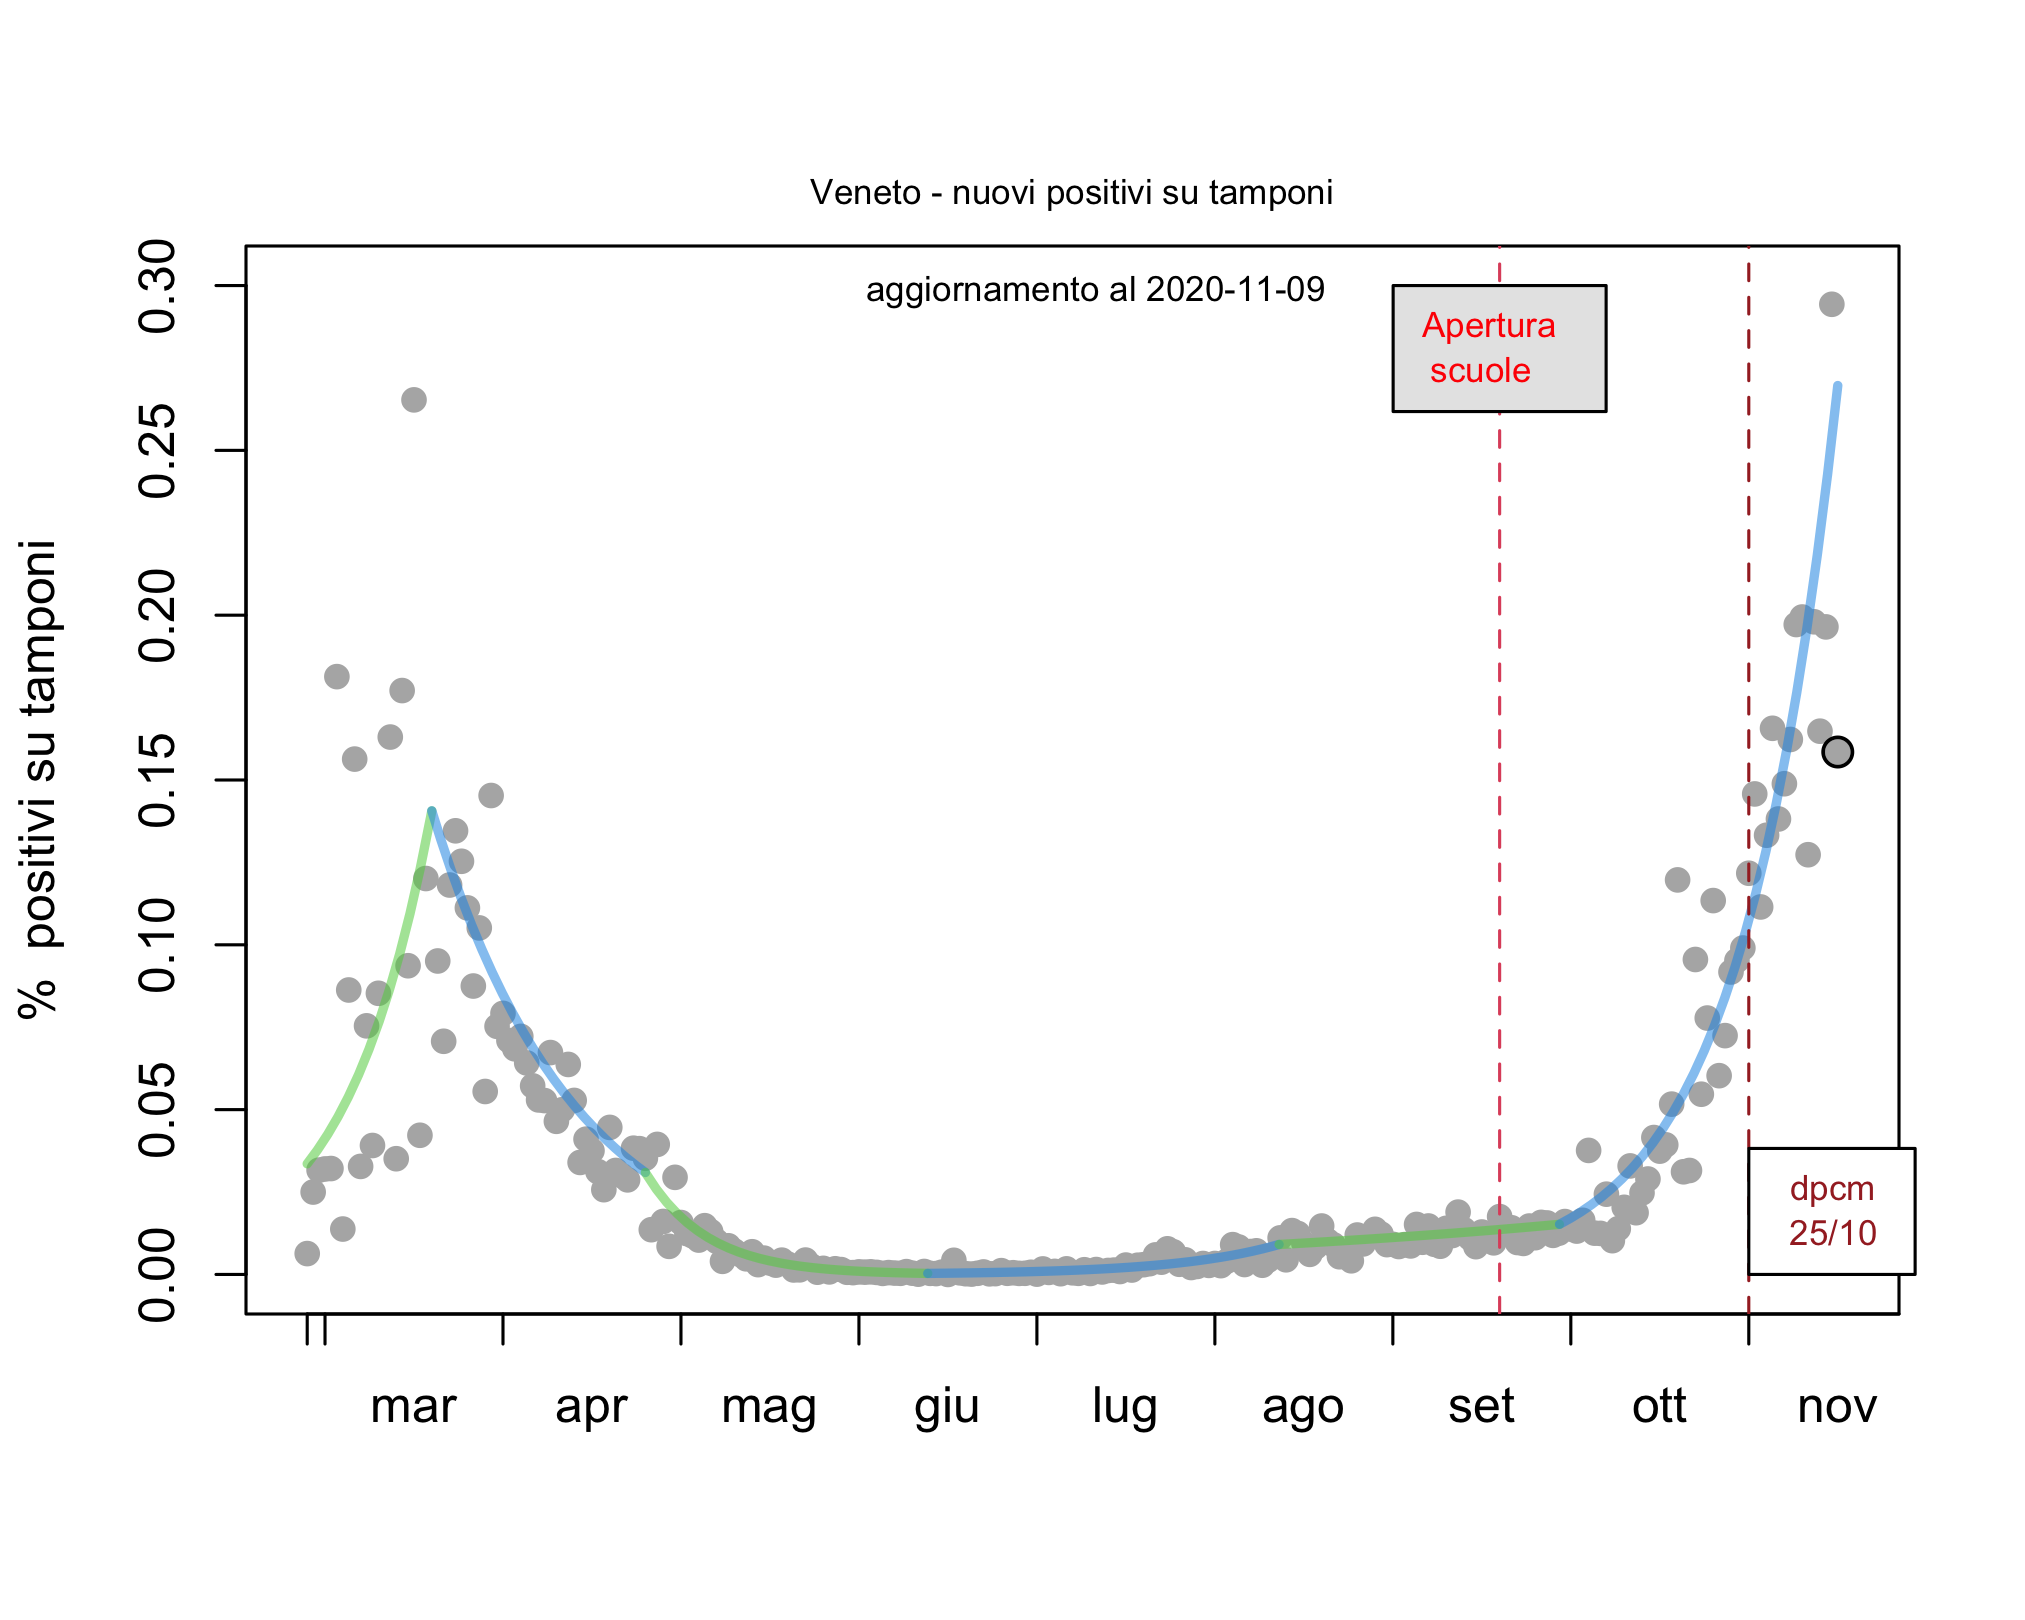 Veneto - nuovi positivi su tamponi
aggiornamento al 2020-11-09
Apertura
scuole
dpcm
25/10
% positivi su tamponi
0.30
0.25
0.20
0.15
0.10
0.05
0.00
mar apr mag giu lug ago set ott nov